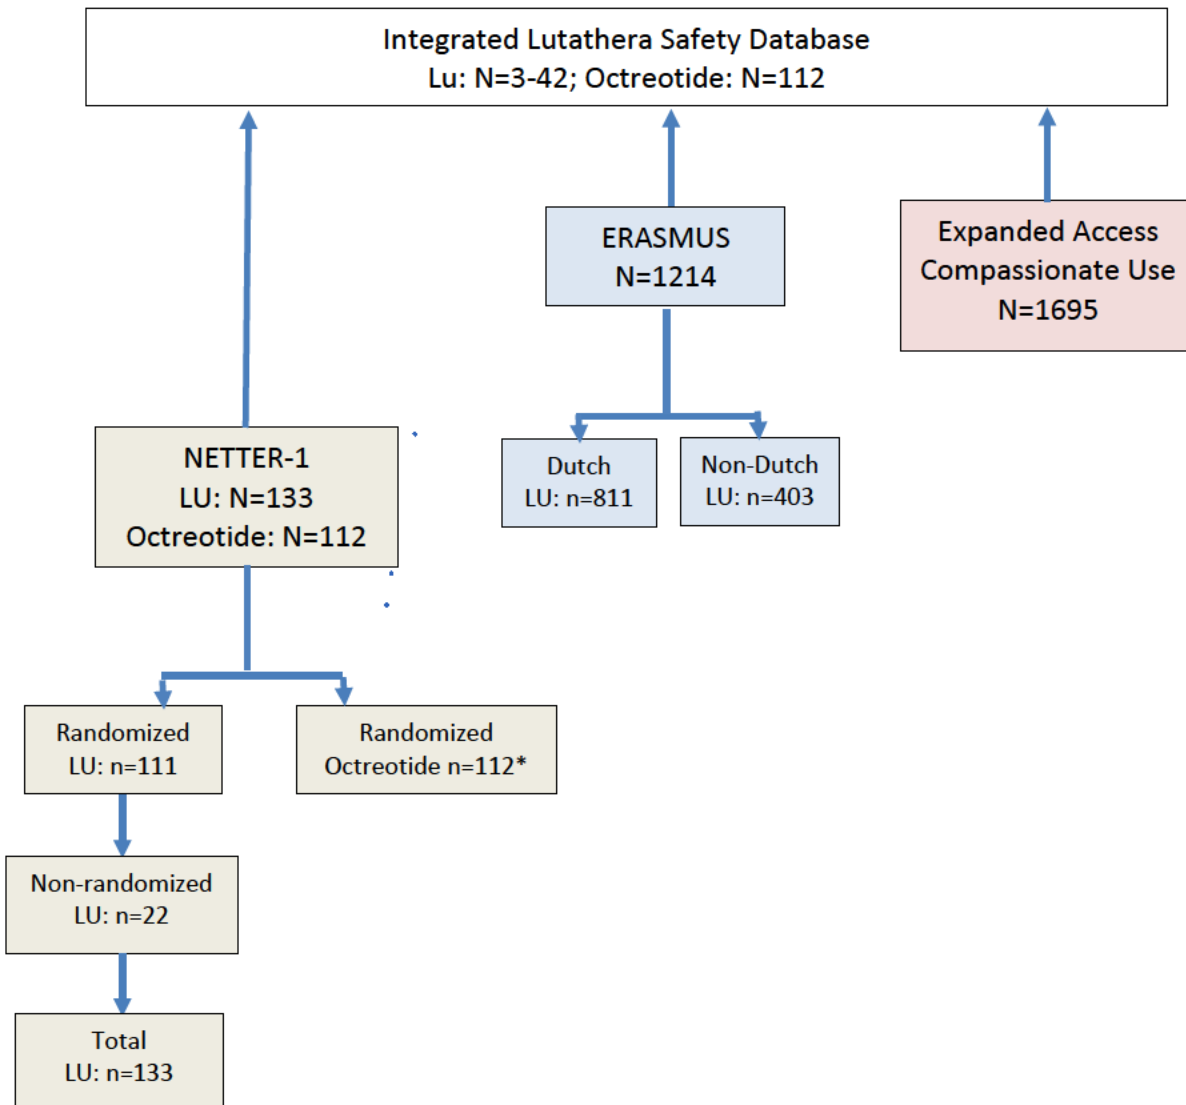 Integrated Lutathera Safety Database
Lu: N=3-42; Octreotide: N=112
ERASMUS
N=1214
Expanded Access
Compassionate Use
N=1695
NETTER-1
LU: N=133
Octreotide: N=112
Dutch
LU: n=811
Non-Dutch
LU: n=403
Randomized
LU: n=111
Randomized
Octreotide n=112*
Non-randomized
LU: n=22
Total
LU: n=133